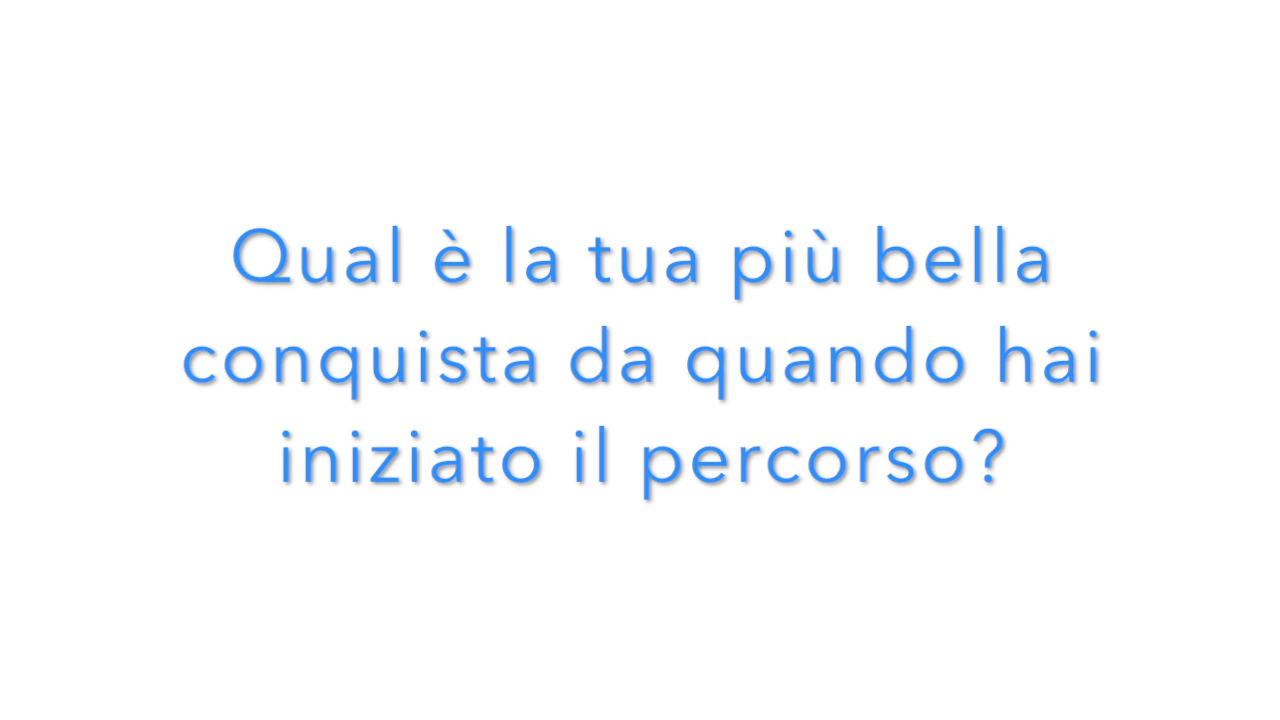 Qual è la tua più bella
conquista da quando hai
iniziato il percorso?